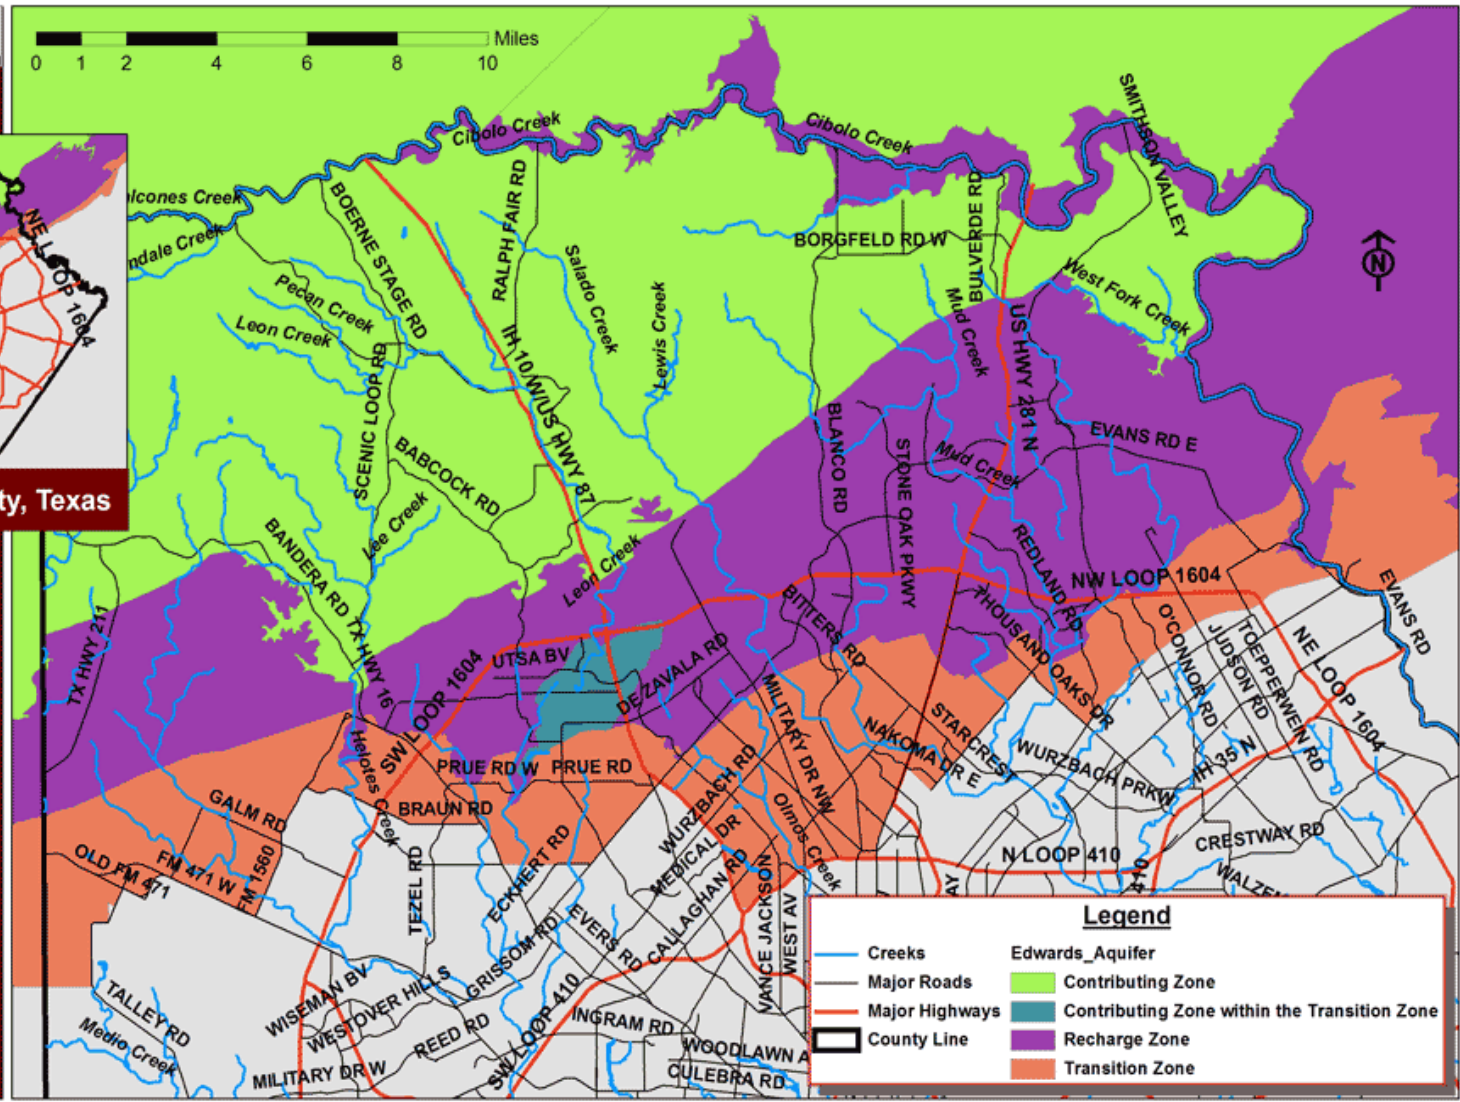 Miles
0 1 2 4 6 8 10
SMITHSON VALLEY
Cibolo Creek
Cibolo Creek
lcones Creek
ndale Creek
BOERNE STAGE RD
RALPH FAIR RD
BULVERDE RD
BORGFELD RD W
N
NE LOOP 1604
Pecan Creek
Leon Creek
Salado Creek
Lewis Creek
West Fork Creek
Mud Creek
IH 10/W/US HWY 87
US HWY 281 N
SCENIC LOOP RD
BABCOCK RD
BLANCO RD
STONE OAK PKWY
EVANS RD E
Mud Creek
ty, Texas
Lee Creek
BANDERA RD TX HWY 16
Leon Creek
REDLAND RD
NW LOOP 1604
EVANS RD
TX HWY 211
BITTERS RD
THOUSAND OAKS DR
O'CONNOR RD
JUDSON RD
TOEPPERWEIN RD
NE LOOP 1604
UTSA BV
SW LOOP 1604
DE ZAVALA RD
MILITARY DR NW
STARCREST
NAKOMA DR E
WURZBACH PRKW
IH 35 N
Helotes Creek
PRUE RD W
PRUE RD
BRAUN RD
GALM RD
OLD FM 471
FM 471 W
FM 1560
TEZEL RD
ECKHERT RD
WURZBACH RD
MEDICAL DR
CALLAGHAN RD
Olmos Creek
N LOOP 410
410
CRESTWAY RD
WALZEM
AY
VANCE JACKSON
WEST AV
EVERS RD
GRISSOM RD
WISEMAN BV
WESTOVER HILLS
REED RD
SW LOOP 410
INGRAM RD
WOODLAWN A
CULEBRA RD
MILITARY DR W
TALLEY RD
Medio Creek
Legend
Creeks
Major Roads
Major Highways
County Line
Edwards_Aquifer
Contributing Zone
Contributing Zone within the Transition Zone
Recharge Zone
Transition Zone